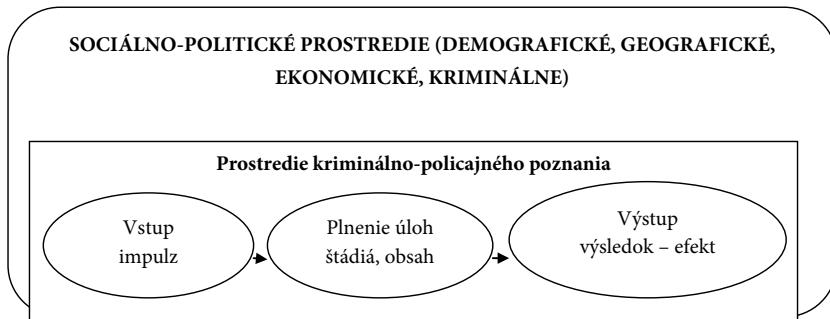 SOCIÁLNO-POLITICKÉ PROSTREDIE (DEMOGRAFICKÉ, GEOGRAFICKÉ,
EKONOMICKÉ, KRIMINÁLNE)
Prostredie kriminálno-policajného poznania
Vstup
impulz
Plnenie úloh
štádiá, obsah
Výstup
výsledok – efekt